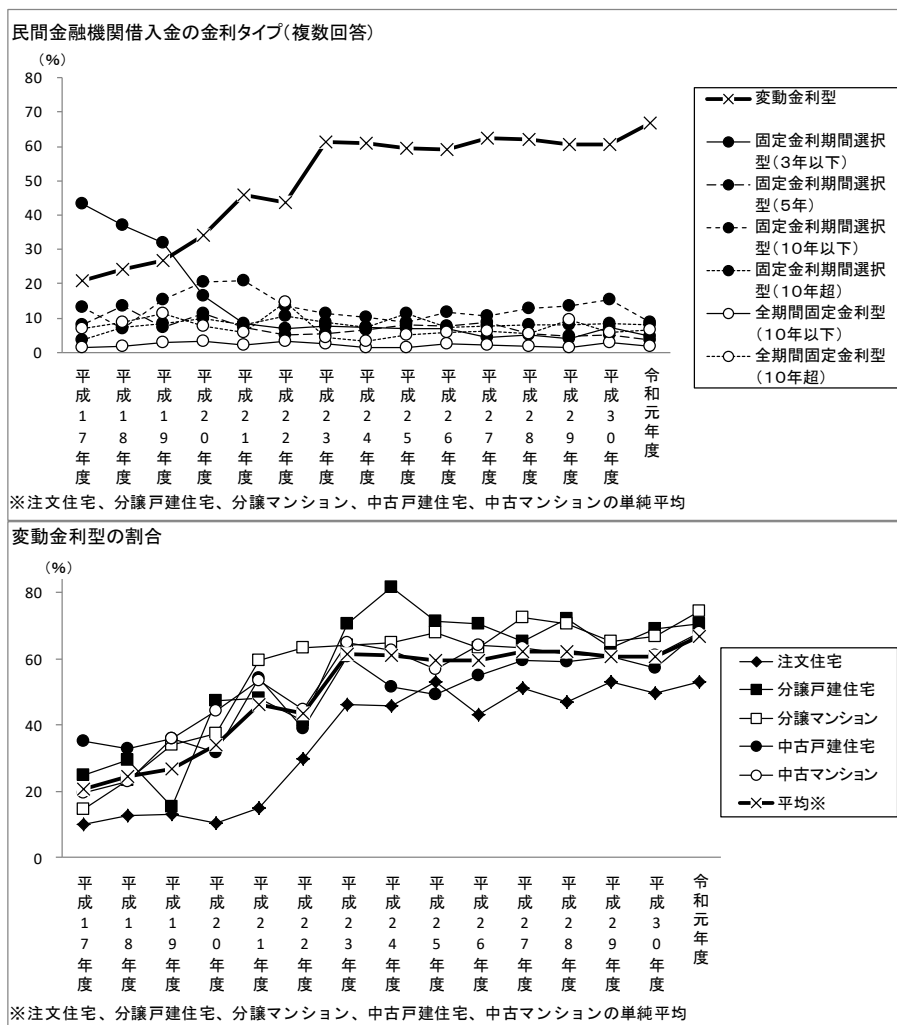 民間金融機関借入金の金利タイプ(複数回答)
(%)
80
70
60
50
40
30
20
10
0
平成17年度
平成18年度
平成19年度
平成20年度
平成21年度
平成22年度
平成23年度
平成24年度
平成25年度
平成26年度
平成27年度
平成28年度
平成29年度
平成30年度
令和元年度
変動金利型
固定金利期間選択
型(3年以下)
固定金利期間選択
型(5年)
固定金利期間選択
型(10年以下)
固定金利期間選択
型(10年超)
全期間固定金利型
(10年以下)
全期間固定金利型
(10年超)
※注文住宅、分譲戸建住宅、分譲マンション、中古戸建住宅、中古マンションの単純平均
変動金利型の割合
(%)
80
60
40
20
0
平成17年度
平成18年度
平成19年度
平成20年度
平成21年度
平成22年度
平成23年度
平成24年度
平成25年度
平成26年度
平成27年度
平成28年度
平成29年度
平成30年度
令和元年度
注文住宅
分譲戸建住宅
分譲マンション
中古戸建住宅
中古マンション
平均※
※注文住宅、分譲戸建住宅、分譲マンション、中古戸建住宅、中古マンションの単純平均